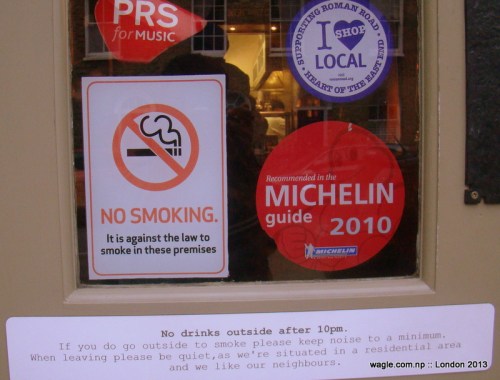 PRS
for MUSIC
SUPPORTING ROMAN ROAD
I SHOP
LOCAL
HEART OF THE EAST END
NO SMOKING.
It is against the law to
smoke in these premises
Recommended in the
MICHELIN
guide 2010
MICHELIN
No drinks outside after 10pm.
If you do go outside to smoke please keep noise to a minimum.
When leaving please be quiet,as we're situated in a residential area
and we like our neighbours.
wagle.com.np :: London 2013